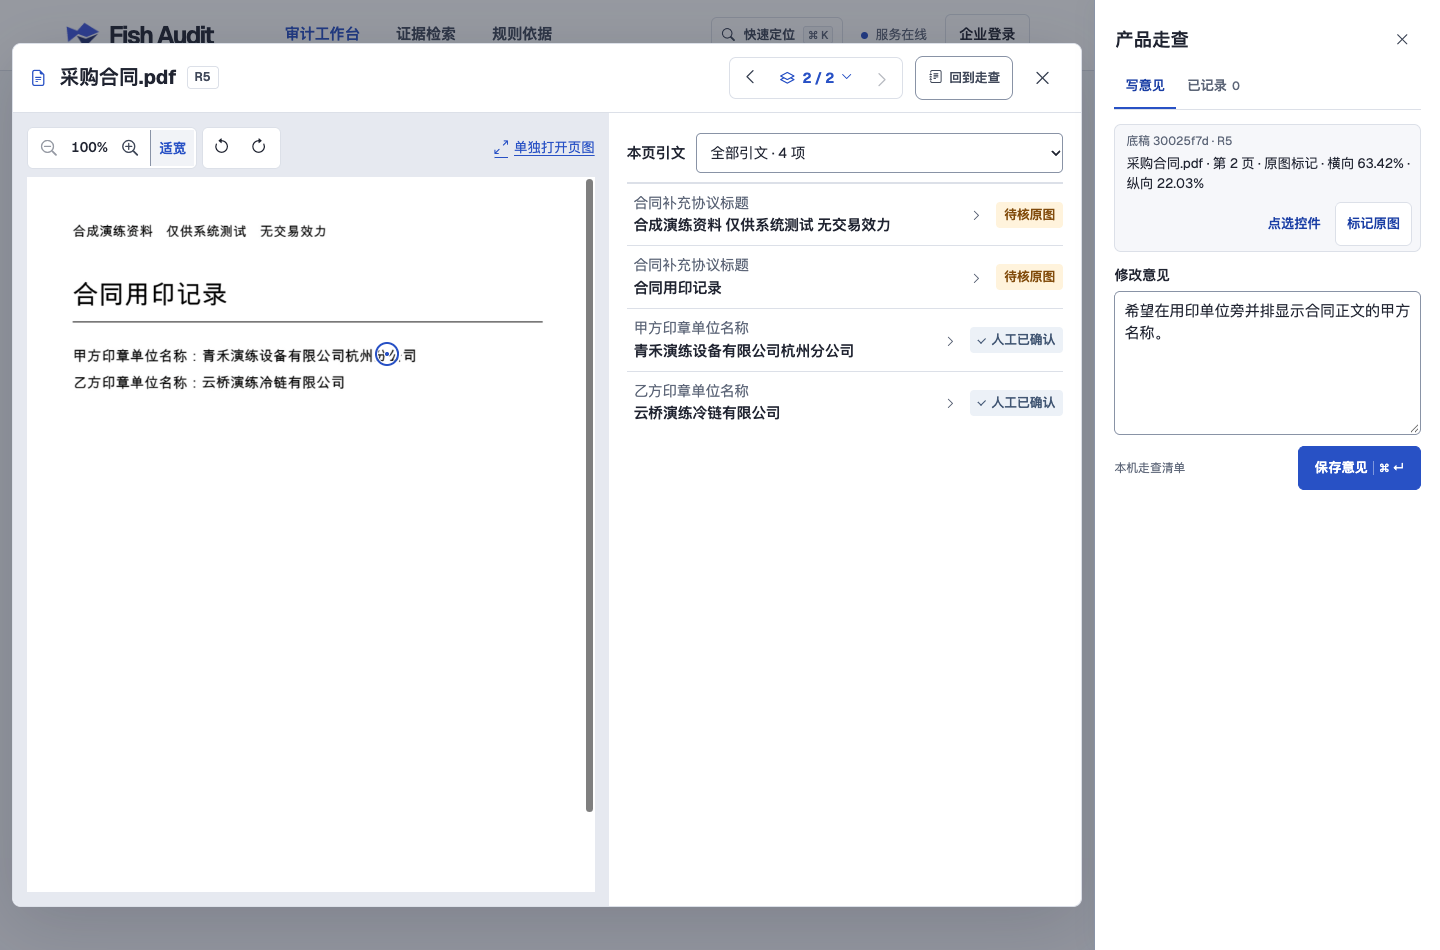 Fish Audit
审计工作台
证据检索
规则依据
快速定位 ⌘ K
服务在线
企业登录
采购合同.pdf R5
2 / 2
回到走查
100%
适宽
单独打开页图
合成演练资料 仅供系统测试 无交易效力
合同用印记录
甲方印章单位名称：青禾演练设备有限公司杭州分公司
乙方印章单位名称：云桥演练冷链有限公司
本页引文 全部引文 · 4 项
合同补充协议标题
合成演练资料 仅供系统测试 无交易效力
待核原图
合同补充协议标题
合同用印记录
待核原图
甲方印章单位名称
青禾演练设备有限公司杭州分公司
人工已确认
乙方印章单位名称
云桥演练冷链有限公司
人工已确认
产品走查
写意见 已记录 0
底稿 30025f7d · R5
采购合同.pdf · 第 2 页 · 原图标记 · 横向 63.42% ·
纵向 22.03%
点选控件 标记原图
修改意见
希望在用印单位旁并排显示合同正文的甲方
名称。
本机走查清单
保存意见 ⌘ ↵